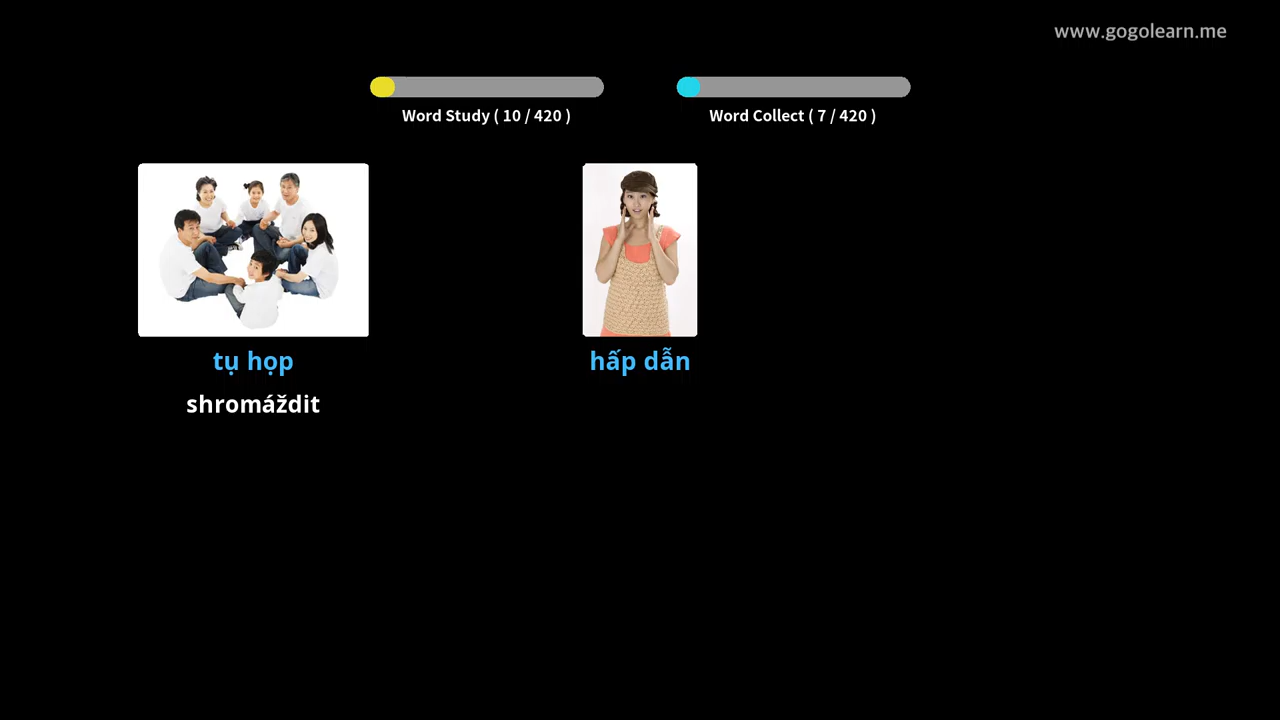 www.gogolearn.me
Word Study ( 10 / 420 )
Word Collect ( 7 / 420 )
tụ họp
hấp dẫn
shromáždit